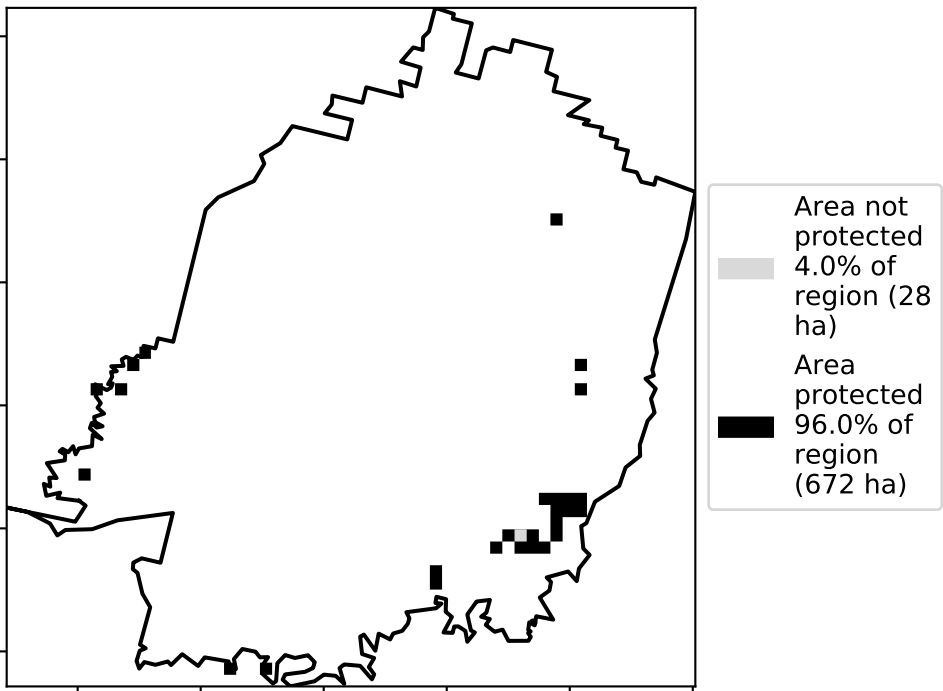 Area not
protected
4.0% of
region (28
ha)
Area
protected
96.0% of
region
(672 ha)